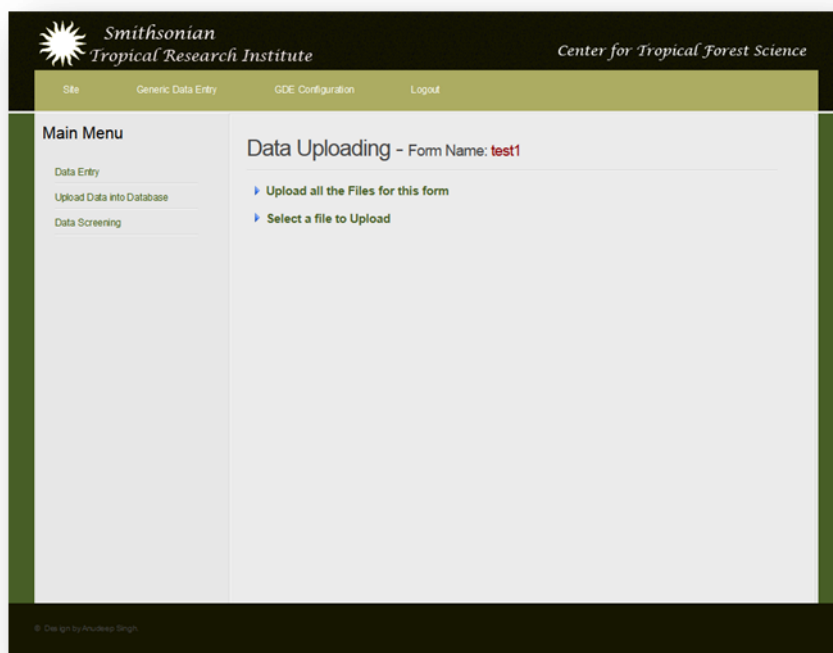 Smithsonian
Tropical Research Institute
Center for Tropical Forest Science
Site Generic Data Entry GDE Configuration Logout
Main Menu
Data Entry
Upload Data into Database
Data Screening
Data Uploading - Form Name: test1
Upload all the Files for this form
Select a file to Upload
© Design by Anudeep Singh